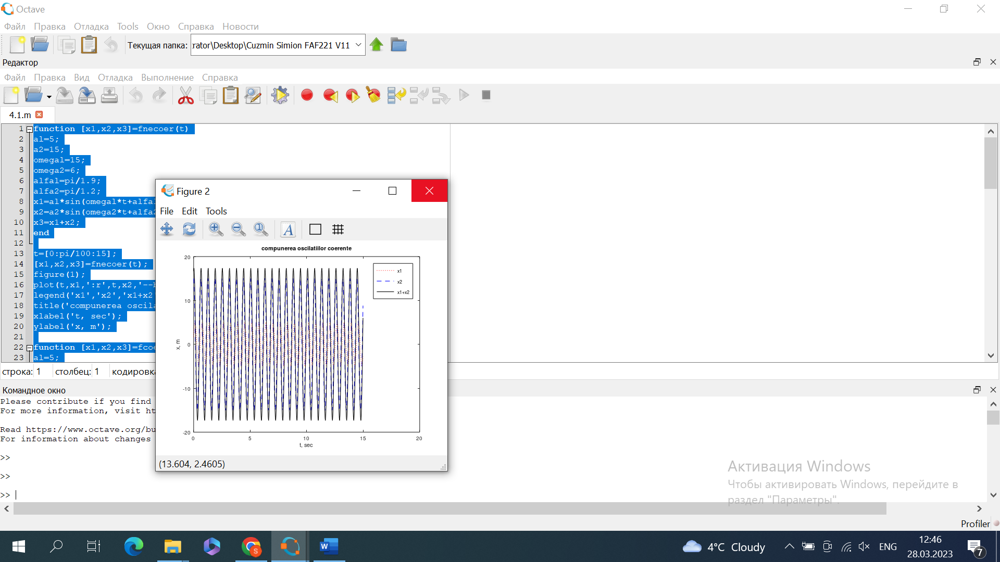 Octave
Файл Правка Отладка Tools Окно Справка Новости
Текущая папка: :rator\Desktop\Cuzmin Simion FAF221 V11
Редактор
Файл Правка Вид Отладка Выполнение Справка
4.1.m
1 function [x1,x2,x3]=fnecoer(t)
2 a1=5;
3 a2=15;
4 omega1=15;
5 omega2=6;
6 alfa1=pi/1.9;
7 alfa2=pi/1.2;
8 x1=a1*sin(omega1*t+alfa1
9 x2=a2*sin(omega2*t+alfa2
10 x3=x1+x2;
11 end
12
13 t=[0:pi/100:15];
14 [x1,x2,x3]=fnecoer(t);
15 figure(1);
16 plot(t,x1,':r',t,x2,'--b
17 legend('x1','x2','x1+x2'
18 title('compunerea oscila
19 xlabel('t, sec');
20 ylabel('x, m');
21
22 function [x1,x2,x3]=fcoe
23 a1=5;
строка: 1 столбец: 1 кодировка
Figure 2
File Edit Tools
compunerea oscilatiilor coerente
x1
x2
x1+x2
20
10
0
-10
-20
x, m
0 5 10 15 20
t, sec
(13.604, 2.4605)
Командное окно
Please contribute if you find
For more information, visit ht
Read https://www.octave.org/bu
For information about changes
>>
>>
>>
Активация Windows
Чтобы активировать Windows, перейдите в
раздел "Параметры".
Profiler
4°C Cloudy
ENG
12:46
28.03.2023
7